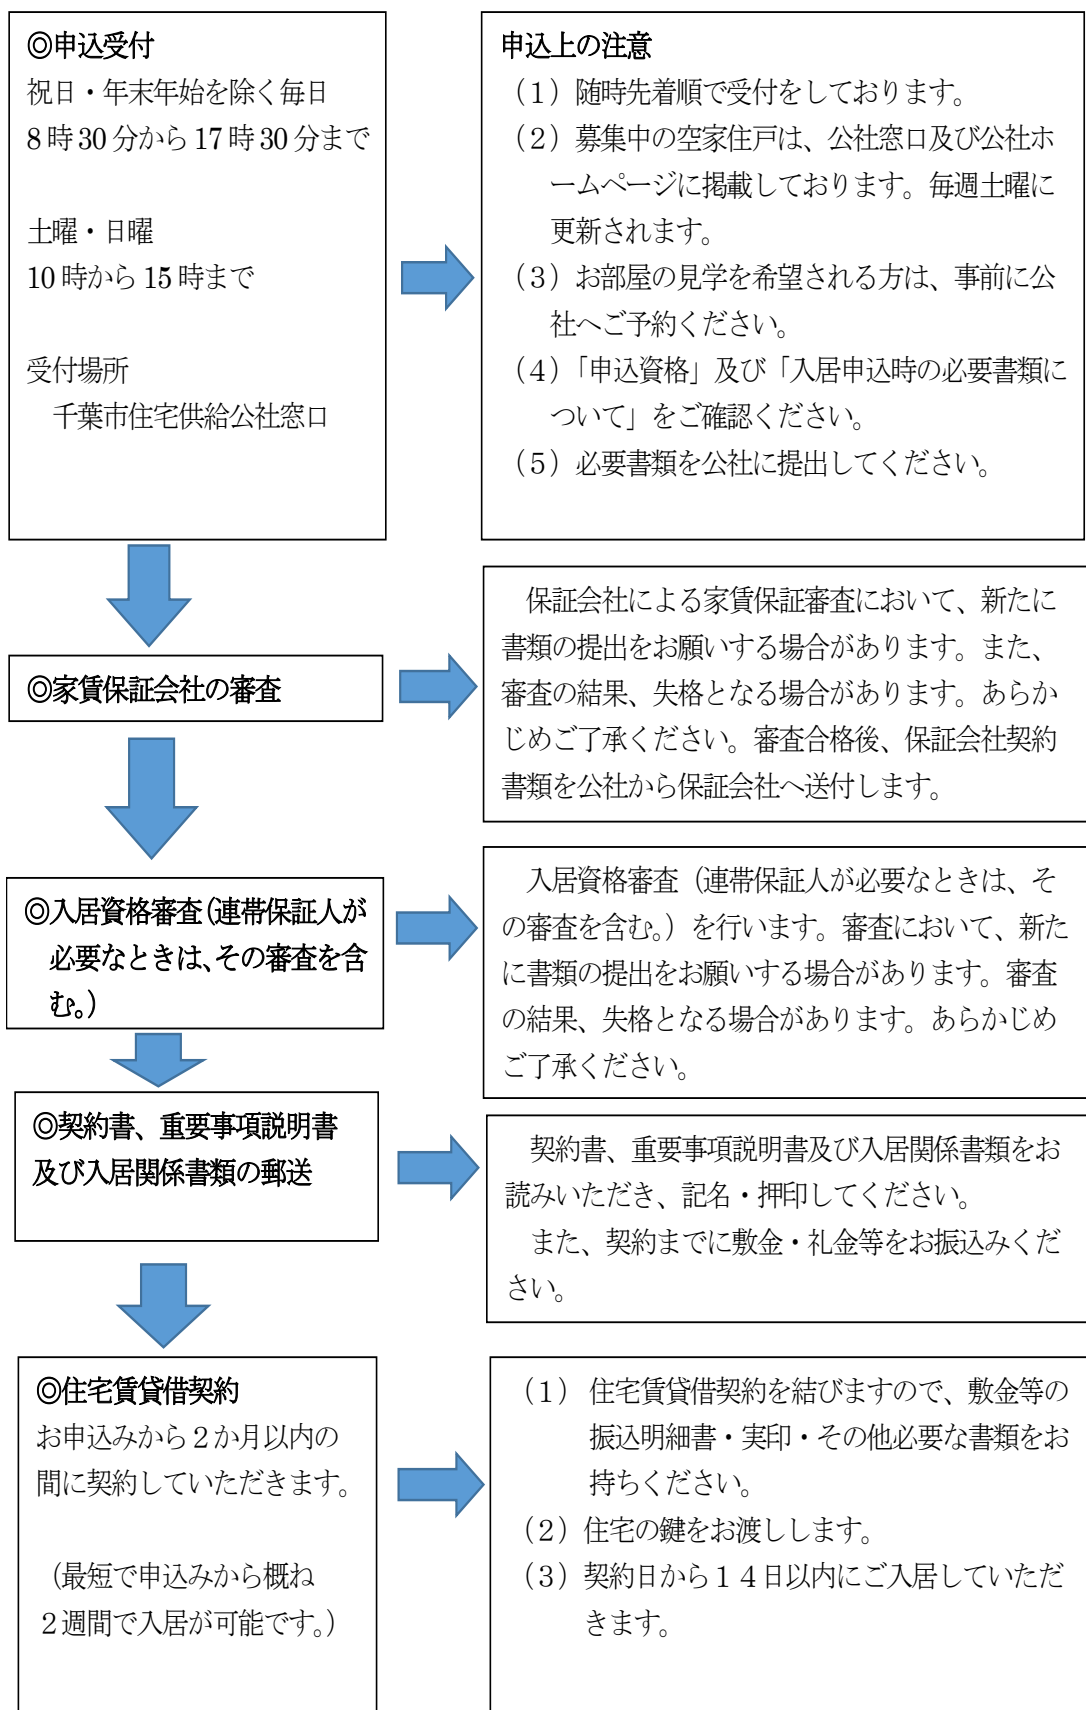 ◎申込受付
祝日・年末年始を除く毎日
8時30分から17時30分まで
土曜・日曜
10時から15時まで
受付場所
千葉市住宅供給公社窓口
申込上の注意
（１）随時先着順で受付をしております。
（２）募集中の空家住戸は、公社窓口及び公社ホ
ームページに掲載しております。毎週土曜に
更新されます。
（３）お部屋の見学を希望される方は、事前に公
社へご予約ください。
（４）「申込資格」及び「入居申込時の必要書類に
ついて」をご確認ください。
（５）必要書類を公社に提出してください。
◎家賃保証会社の審査
保証会社による家賃保証審査において、新たに
書類の提出をお願いする場合があります。また、
審査の結果、失格となる場合があります。あらか
じめご了承ください。審査合格後、保証会社契約
書類を公社から保証会社へ送付します。
◎入居資格審査（連帯保証人が
必要なときは、その審査を含
む。）
入居資格審査（連帯保証人が必要なときは、そ
の審査を含む。）を行います。審査において、新た
に書類の提出をお願いする場合があります。審査
の結果、失格となる場合があります。あらかじめ
ご了承ください。
◎契約書、重要事項説明書
及び入居関係書類の郵送
契約書、重要事項説明書及び入居関係書類をお
読みいただき、記名・押印してください。
また、契約までに敷金・礼金等をお振込みくだ
さい。
◎住宅賃貸借契約
お申込みから２か月以内の
間に契約していただきます。
（最短で申込みから概ね
２週間で入居が可能です。）
（１） 住宅賃貸借契約を結びますので、敷金等の
振込明細書・実印・その他必要な書類をお
持ちください。
（２）住宅の鍵をお渡しします。
（３）契約日から１４日以内にご入居していただ
きます。